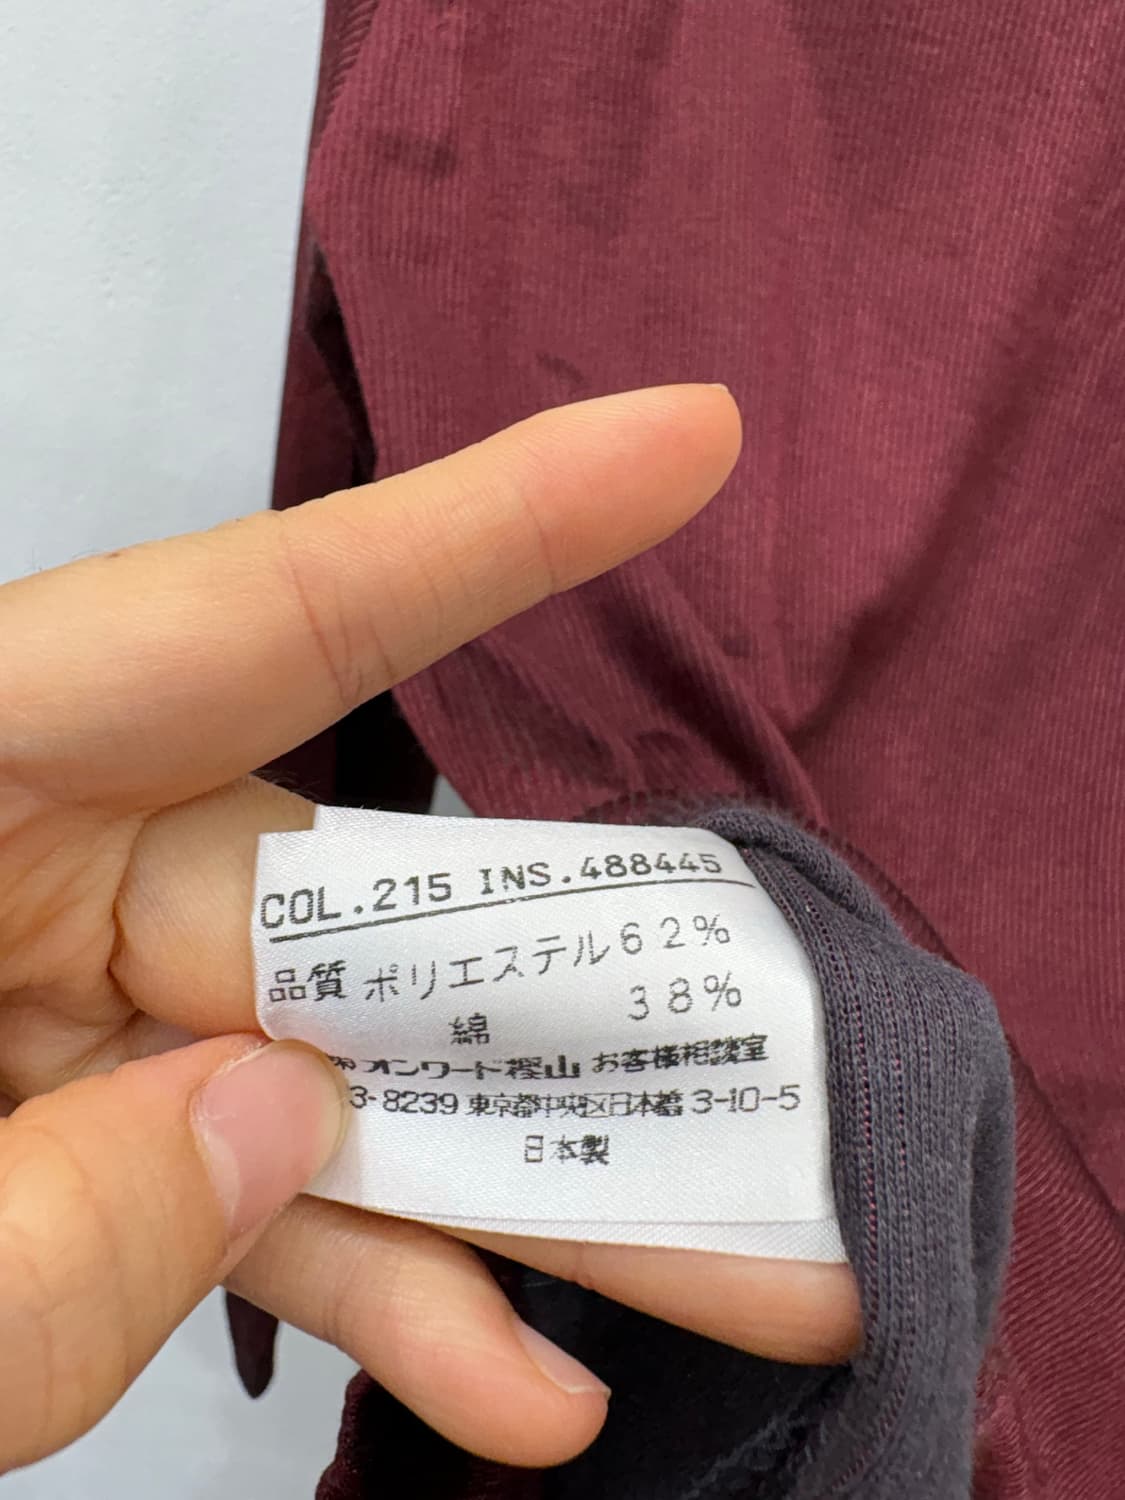 COL.215 INS.488445
品質 ポリエステル62%
綿 38%
オンワード樫山 お客様相談室
3-8239 東京都中央区日本橋 3-10-5
日本製